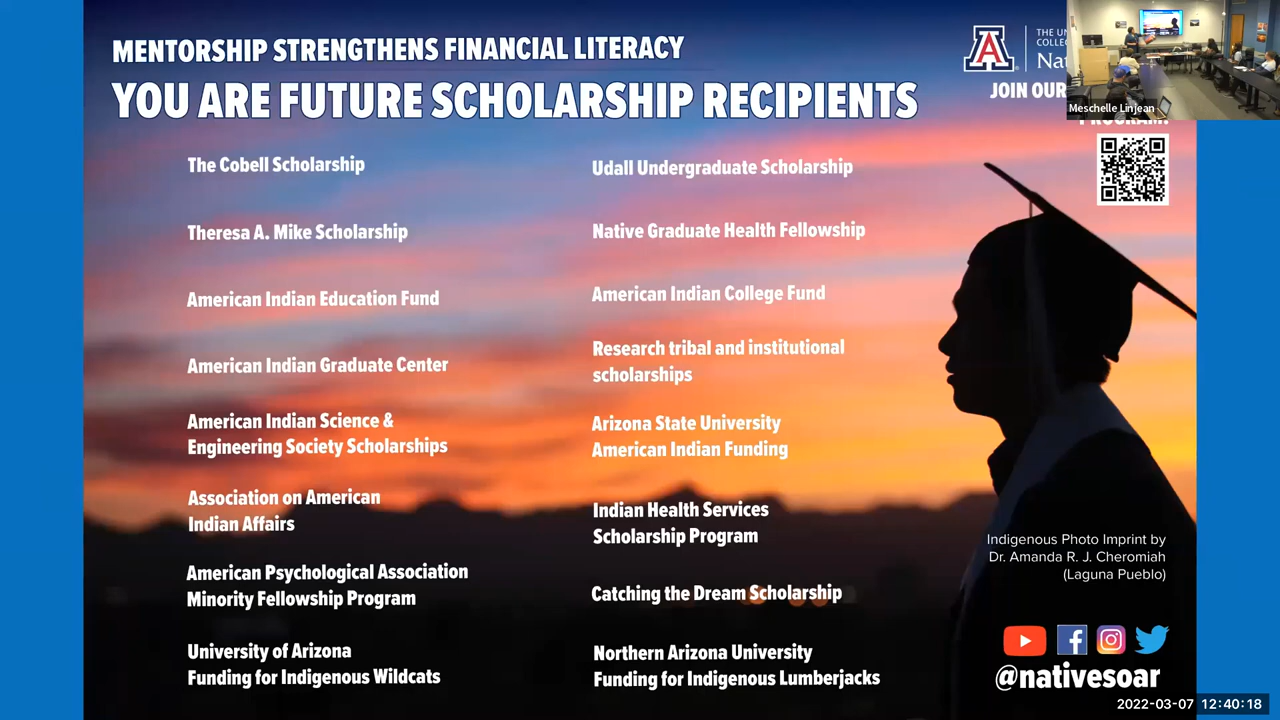 MENTORSHIP STRENGTHENS FINANCIAL LITERACY
YOU ARE FUTURE SCHOLARSHIP RECIPIENTS
A
THE
COLLE
JOIN OUR
PROGRAM!
Meschelle Linjean
The Cobell Scholarship
Theresa A. Mike Scholarship
American Indian Education Fund
American Indian Graduate Center
American Indian Science &
Engineering Society Scholarships
Association on American
Indian Affairs
American Psychological Association
Minority Fellowship Program
University of Arizona
Funding for Indigenous Wildcats
Udall Undergraduate Scholarship
Native Graduate Health Fellowship
American Indian College Fund
Research tribal and institutional
scholarships
Arizona State University
American Indian Funding
Indian Health Services
Scholarship Program
Catching the Dream Scholarship
Northern Arizona University
Funding for Indigenous Lumberjacks
Indigenous Photo Imprint by
Dr. Amanda R. J. Cheromiah
(Laguna Pueblo)
@nativesoar
2022-03-07 12:40:18